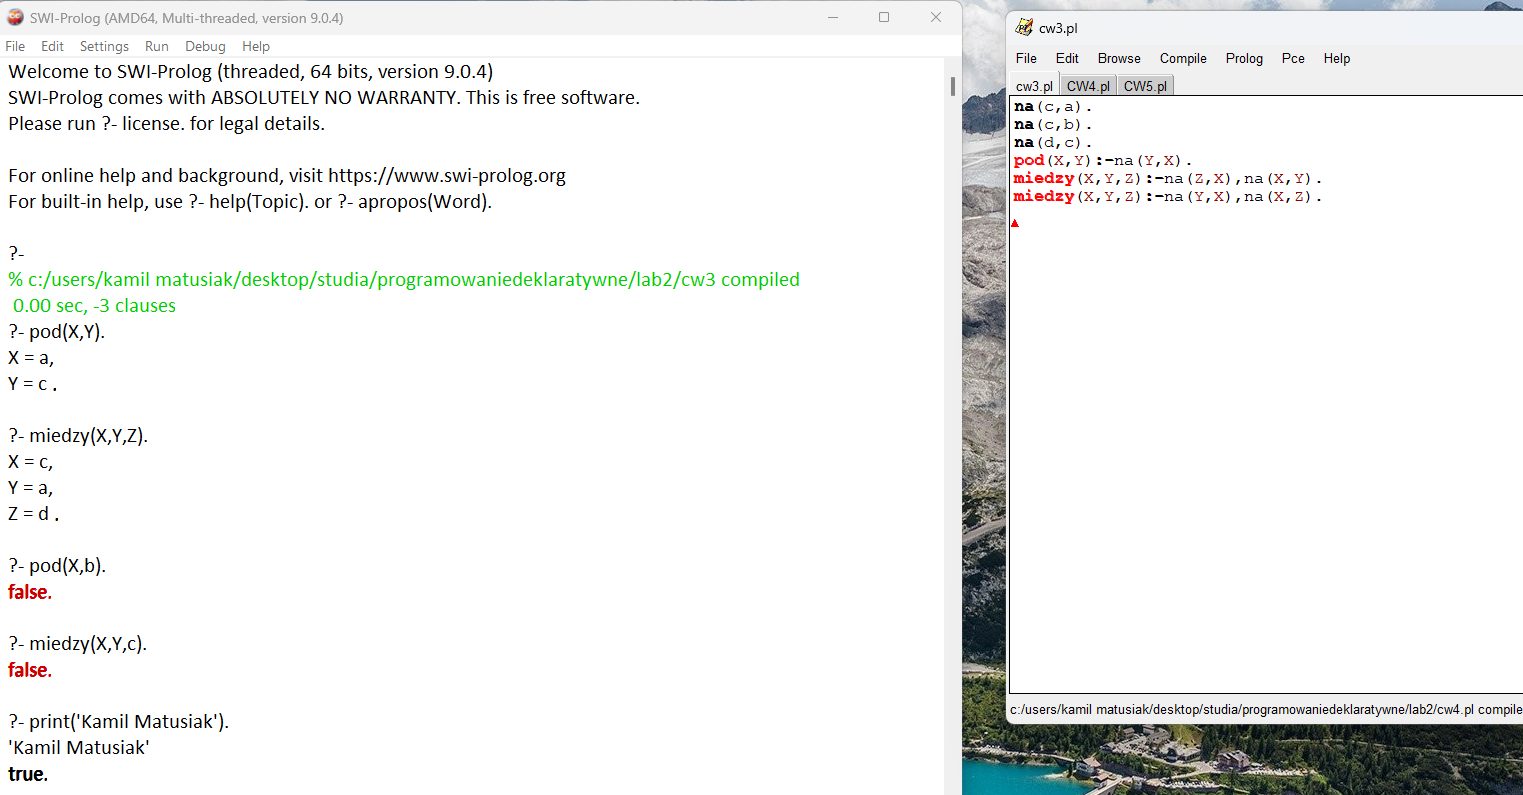 SWI-Prolog (AMD64, Multi-threaded, version 9.0.4)
File Edit Settings Run Debug Help
Welcome to SWI-Prolog (threaded, 64 bits, version 9.0.4)
SWI-Prolog comes with ABSOLUTELY NO WARRANTY. This is free software.
Please run ?- license. for legal details.
For online help and background, visit https://www.swi-prolog.org
For built-in help, use ?- help(Topic). or ?- apropos(Word).
?-
% c:/users/kamil matusiak/desktop/studia/programowaniedeklaratywne/lab2/cw3 compiled
0.00 sec, -3 clauses
?- pod(X,Y).
X = a,
Y = c .
?- miedzy(X,Y,Z).
X = c,
Y = a,
Z = d .
?- pod(X,b).
false.
?- miedzy(X,Y,c).
false.
?- print('Kamil Matusiak').
'Kamil Matusiak'
true.
cw3.pl
File Edit Browse Compile Prolog Pce Help
cw3.pl CW4.pl CW5.pl
na(c,a).
na(c,b).
na(d,c).
pod(X,Y):-na(Y,X).
miedzy(X,Y,Z):-na(Z,X),na(X,Y).
miedzy(X,Y,Z):-na(Y,X),na(X,Z).
c:/users/kamil matusiak/desktop/studia/programowaniedeklaratywne/lab2/cw4.pl compile